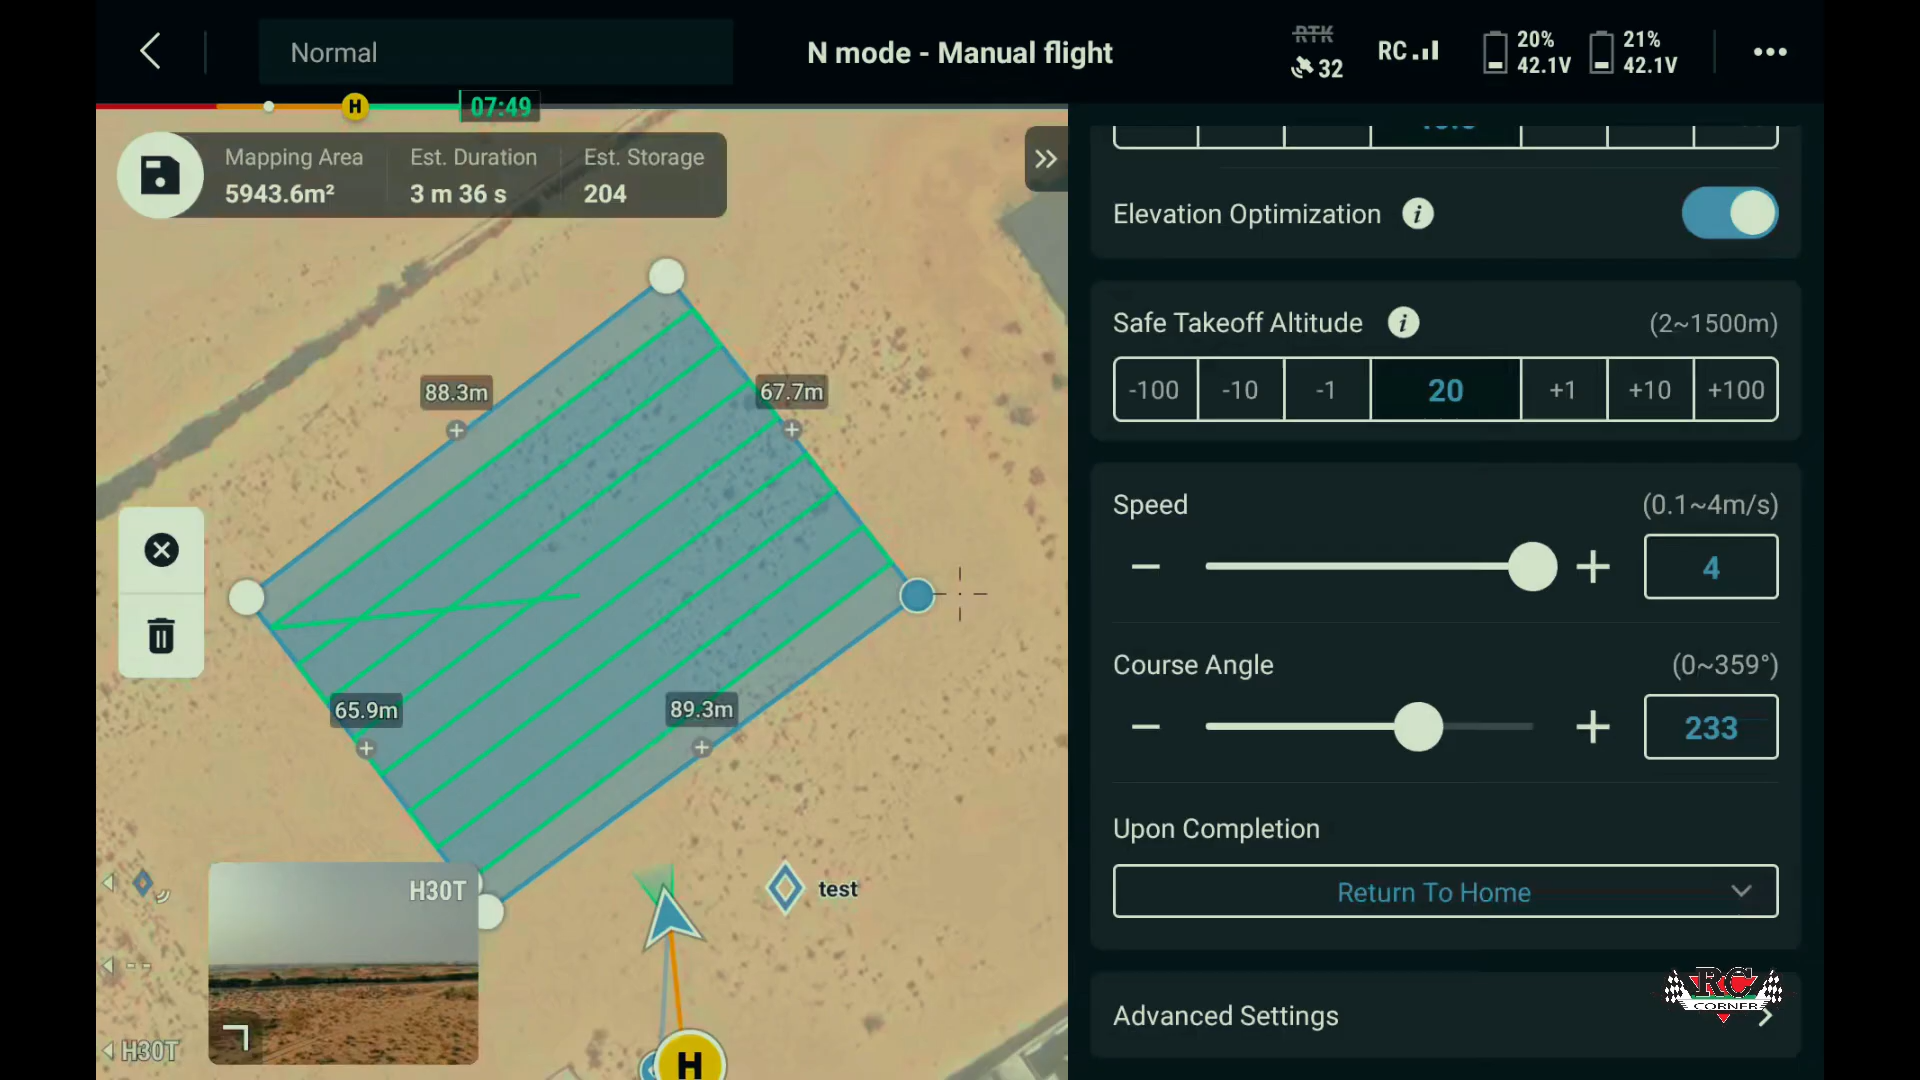 Normal
N mode - Manual flight
RTK
32
RC
20%
42.1V
21%
42.1V
H
07:49
Mapping Area
5943.6m²
Est. Duration
3 m 36 s
Est. Storage
204
Elevation Optimization
Safe Takeoff Altitude
(2~1500m)
-100
-10
-1
20
+1
+10
+100
88.3m
67.7m
65.9m
89.3m
Speed
(0.1~4m/s)
4
Course Angle
(0~359°)
233
Upon Completion
Return To Home
Advanced Settings
RC
CORNER
H30T
test
--
H30T
H